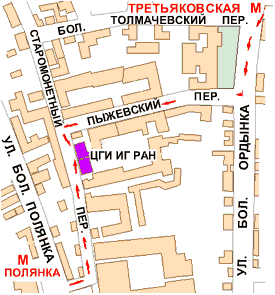 ТРЕТЬЯКОВСКАЯ М
БОЛ. ТОЛМАЧЕВСКИЙ ПЕР.
СТАРОМОНЕТНЫЙ
ПЕР.
ПЫЖЕВСКИЙ ПЕР.
УЛ. БОЛ. ОРДЫНКА
ЦГИ ИГ РАН
УЛ. БОЛ. ПОЛЯНКА
М
ПОЛЯНКА